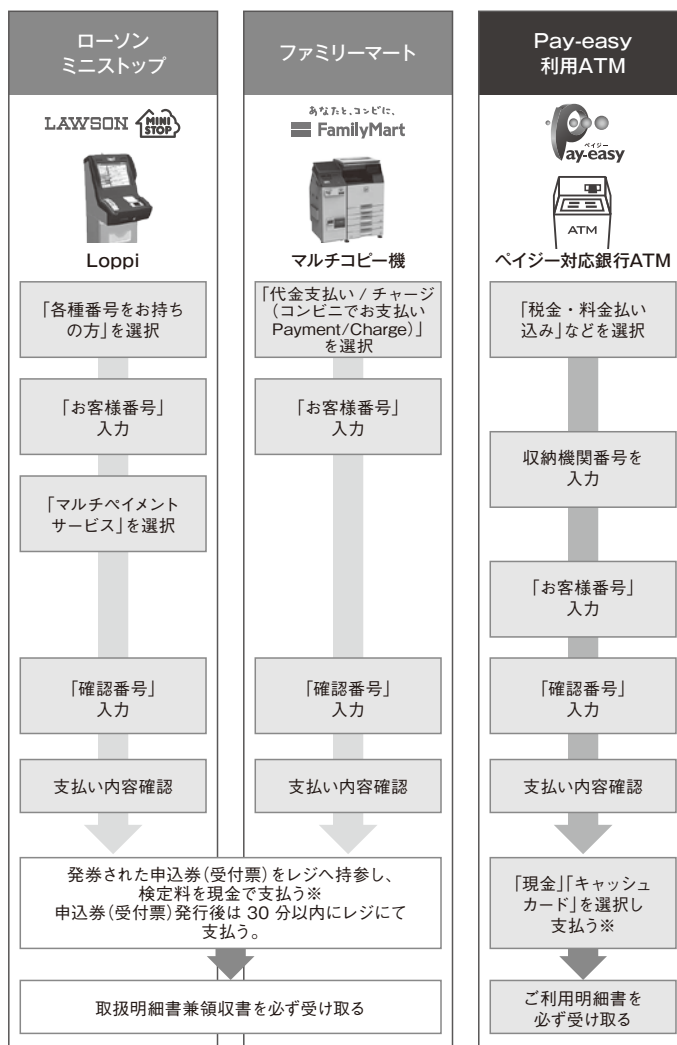 ローソン
ミニストップ
LAWSON MINI STOP
Loppi
「各種番号をお持ち
の方」を選択
「お客様番号」
入力
「マルチペイメント
サービス」を選択
「確認番号」
入力
支払い内容確認
ファミリーマート
あなたと、コンビに、
FamilyMart
マルチコピー機
「代金支払い / チャージ
(コンビニでお支払い
Payment/Charge)」
を選択
「お客様番号」
入力
「確認番号」
入力
支払い内容確認
発券された申込券(受付票)をレジへ持参し、
検定料を現金で支払う※
申込券(受付票)発行後は 30 分以内にレジにて
支払う。
取扱明細書兼領収書を必ず受け取る
Pay-easy
利用ATM
ペイジー
Pay-easy
ATM
ペイジー対応銀行ATM
「税金・料金払い
込み」などを選択
収納機関番号を
入力
「お客様番号」
入力
「確認番号」
入力
支払い内容確認
「現金」「キャッシュ
カード」を選択し
支払う※
ご利用明細書を
必ず受け取る